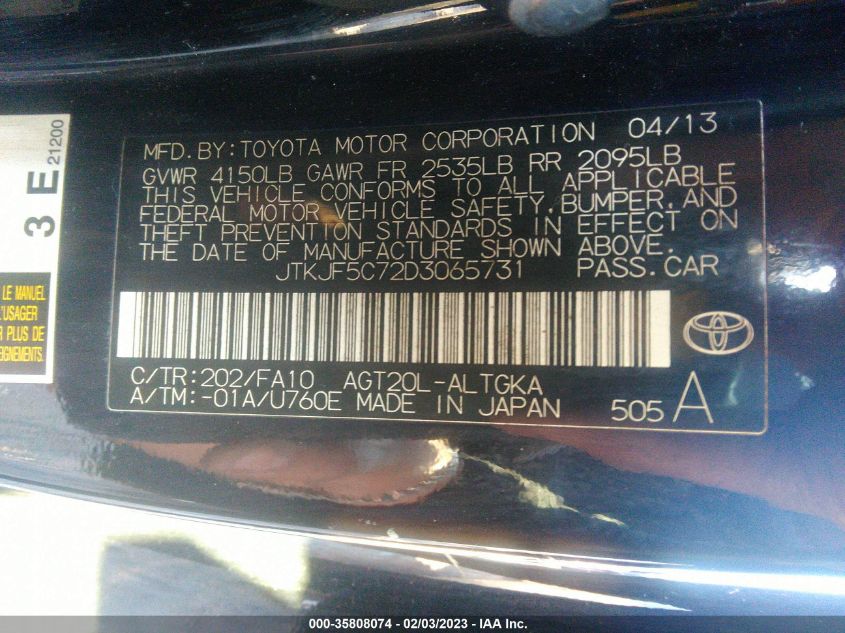 MFD. BY: TOYOTA MOTOR CORPORATION 04/13
GVWR 4150LB GAWR FR 2535LB RR 2095LB
THIS VEHICLE CONFORMS TO ALL APPLICABLE
FEDERAL MOTOR VEHICLE SAFETY, BUMPER, AND
THEFT PREVENTION STANDARDS IN EFFECT ON
THE DATE OF MANUFACTURE SHOWN ABOVE.
JTKJF5C72D3065731 PASS. CAR
C/TR: 202/FA10 AGT20L-ALTGKA
A/TM: -01A/U760E MADE IN JAPAN 505 A
3 E
21200
LE MANUEL
L'USAGER
PLUS DE
000-35808074 - 02/03/2023 - IAA Inc.